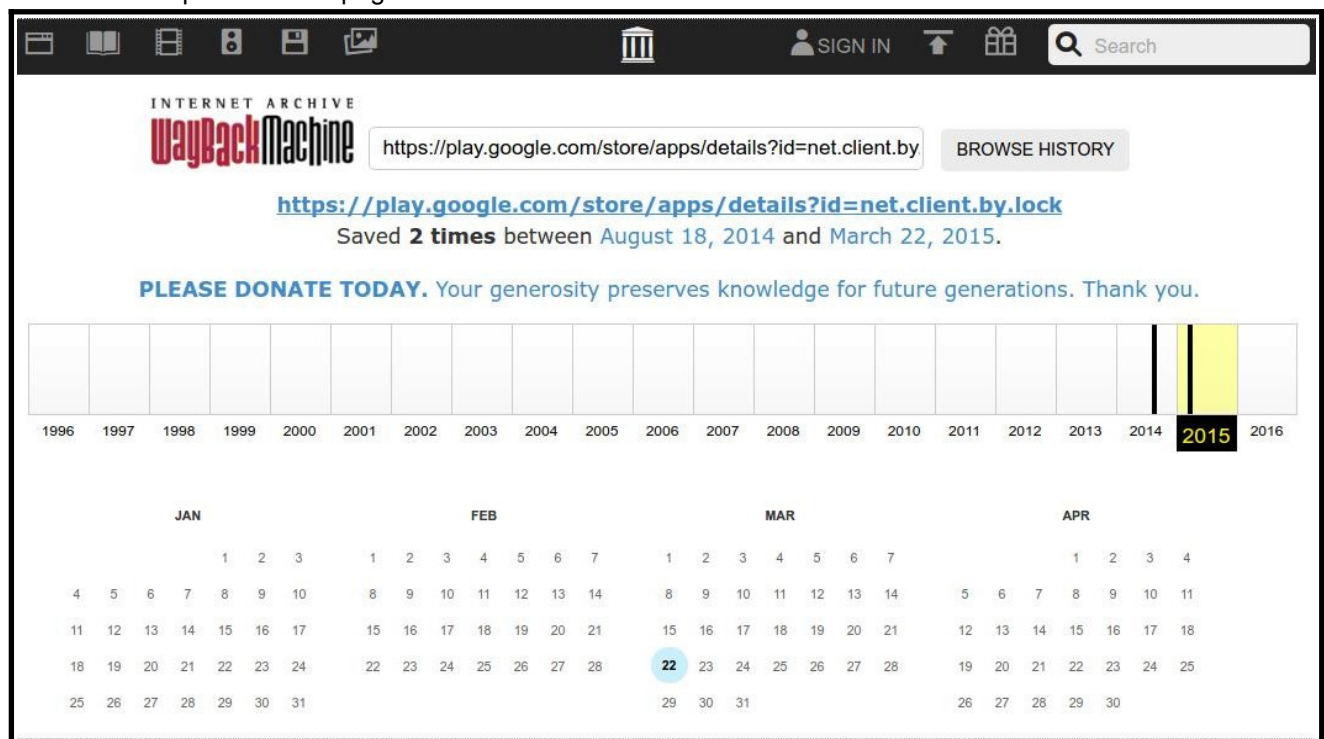 SIGN IN Search
INTERNET ARCHIVE
WayBackMachine
https://play.google.com/store/apps/details?id=net.client.by. BROWSE HISTORY
https://play.google.com/store/apps/details?id=net.client.by.lock
Saved 2 times between August 18, 2014 and March 22, 2015.
PLEASE DONATE TODAY. Your generosity preserves knowledge for future generations. Thank you.
1996 1997 1998 1999 2000 2001 2002 2003 2004 2005 2006 2007 2008 2009 2010 2011 2012 2013 2014 2015 2016
JAN FEB MAR APR
1 2 3 1 2 3 4 5 6 7 1 2 3 4 5 6 7 1 2 3 4
4 5 6 7 8 9 10 8 9 10 11 12 13 14 8 9 10 11 12 13 14 5 6 7 8 9 10 11
11 12 13 14 15 16 17 15 16 17 18 19 20 21 15 16 17 18 19 20 21 12 13 14 15 16 17 18
18 19 20 21 22 23 24 22 23 24 25 26 27 28 22 23 24 25 26 27 28 19 20 21 22 23 24 25
25 26 27 28 29 30 31 29 30 31 26 27 28 29 30